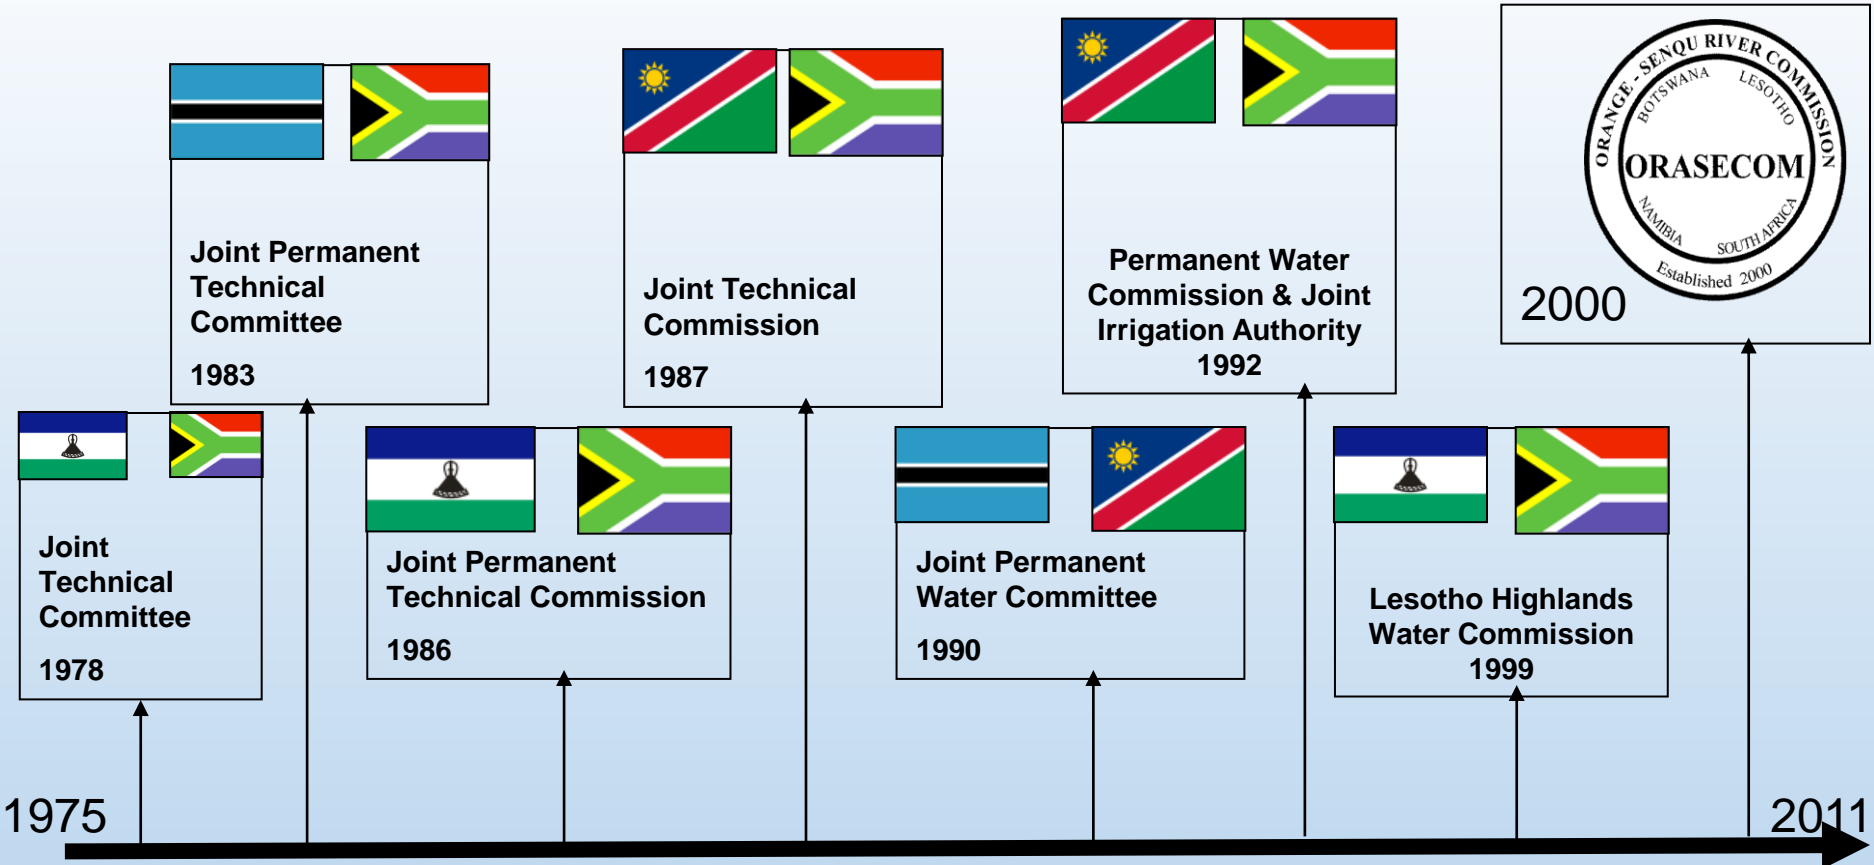 Joint Permanent
Technical
Committee
1983
Joint Technical
Commission
1987
Permanent Water
Commission & Joint
Irrigation Authority
1992
ORANGE - SENQU RIVER COMMISSION
BOTSWANA
LESOTHO
ORASECOM
NAMIBIA
SOUTH AFRICA
Established 2000
2000
Joint
Technical
Committee
1978
Joint Permanent
Technical Commission
1986
Joint Permanent
Water Committee
1990
Lesotho Highlands
Water Commission
1999
1975
2011